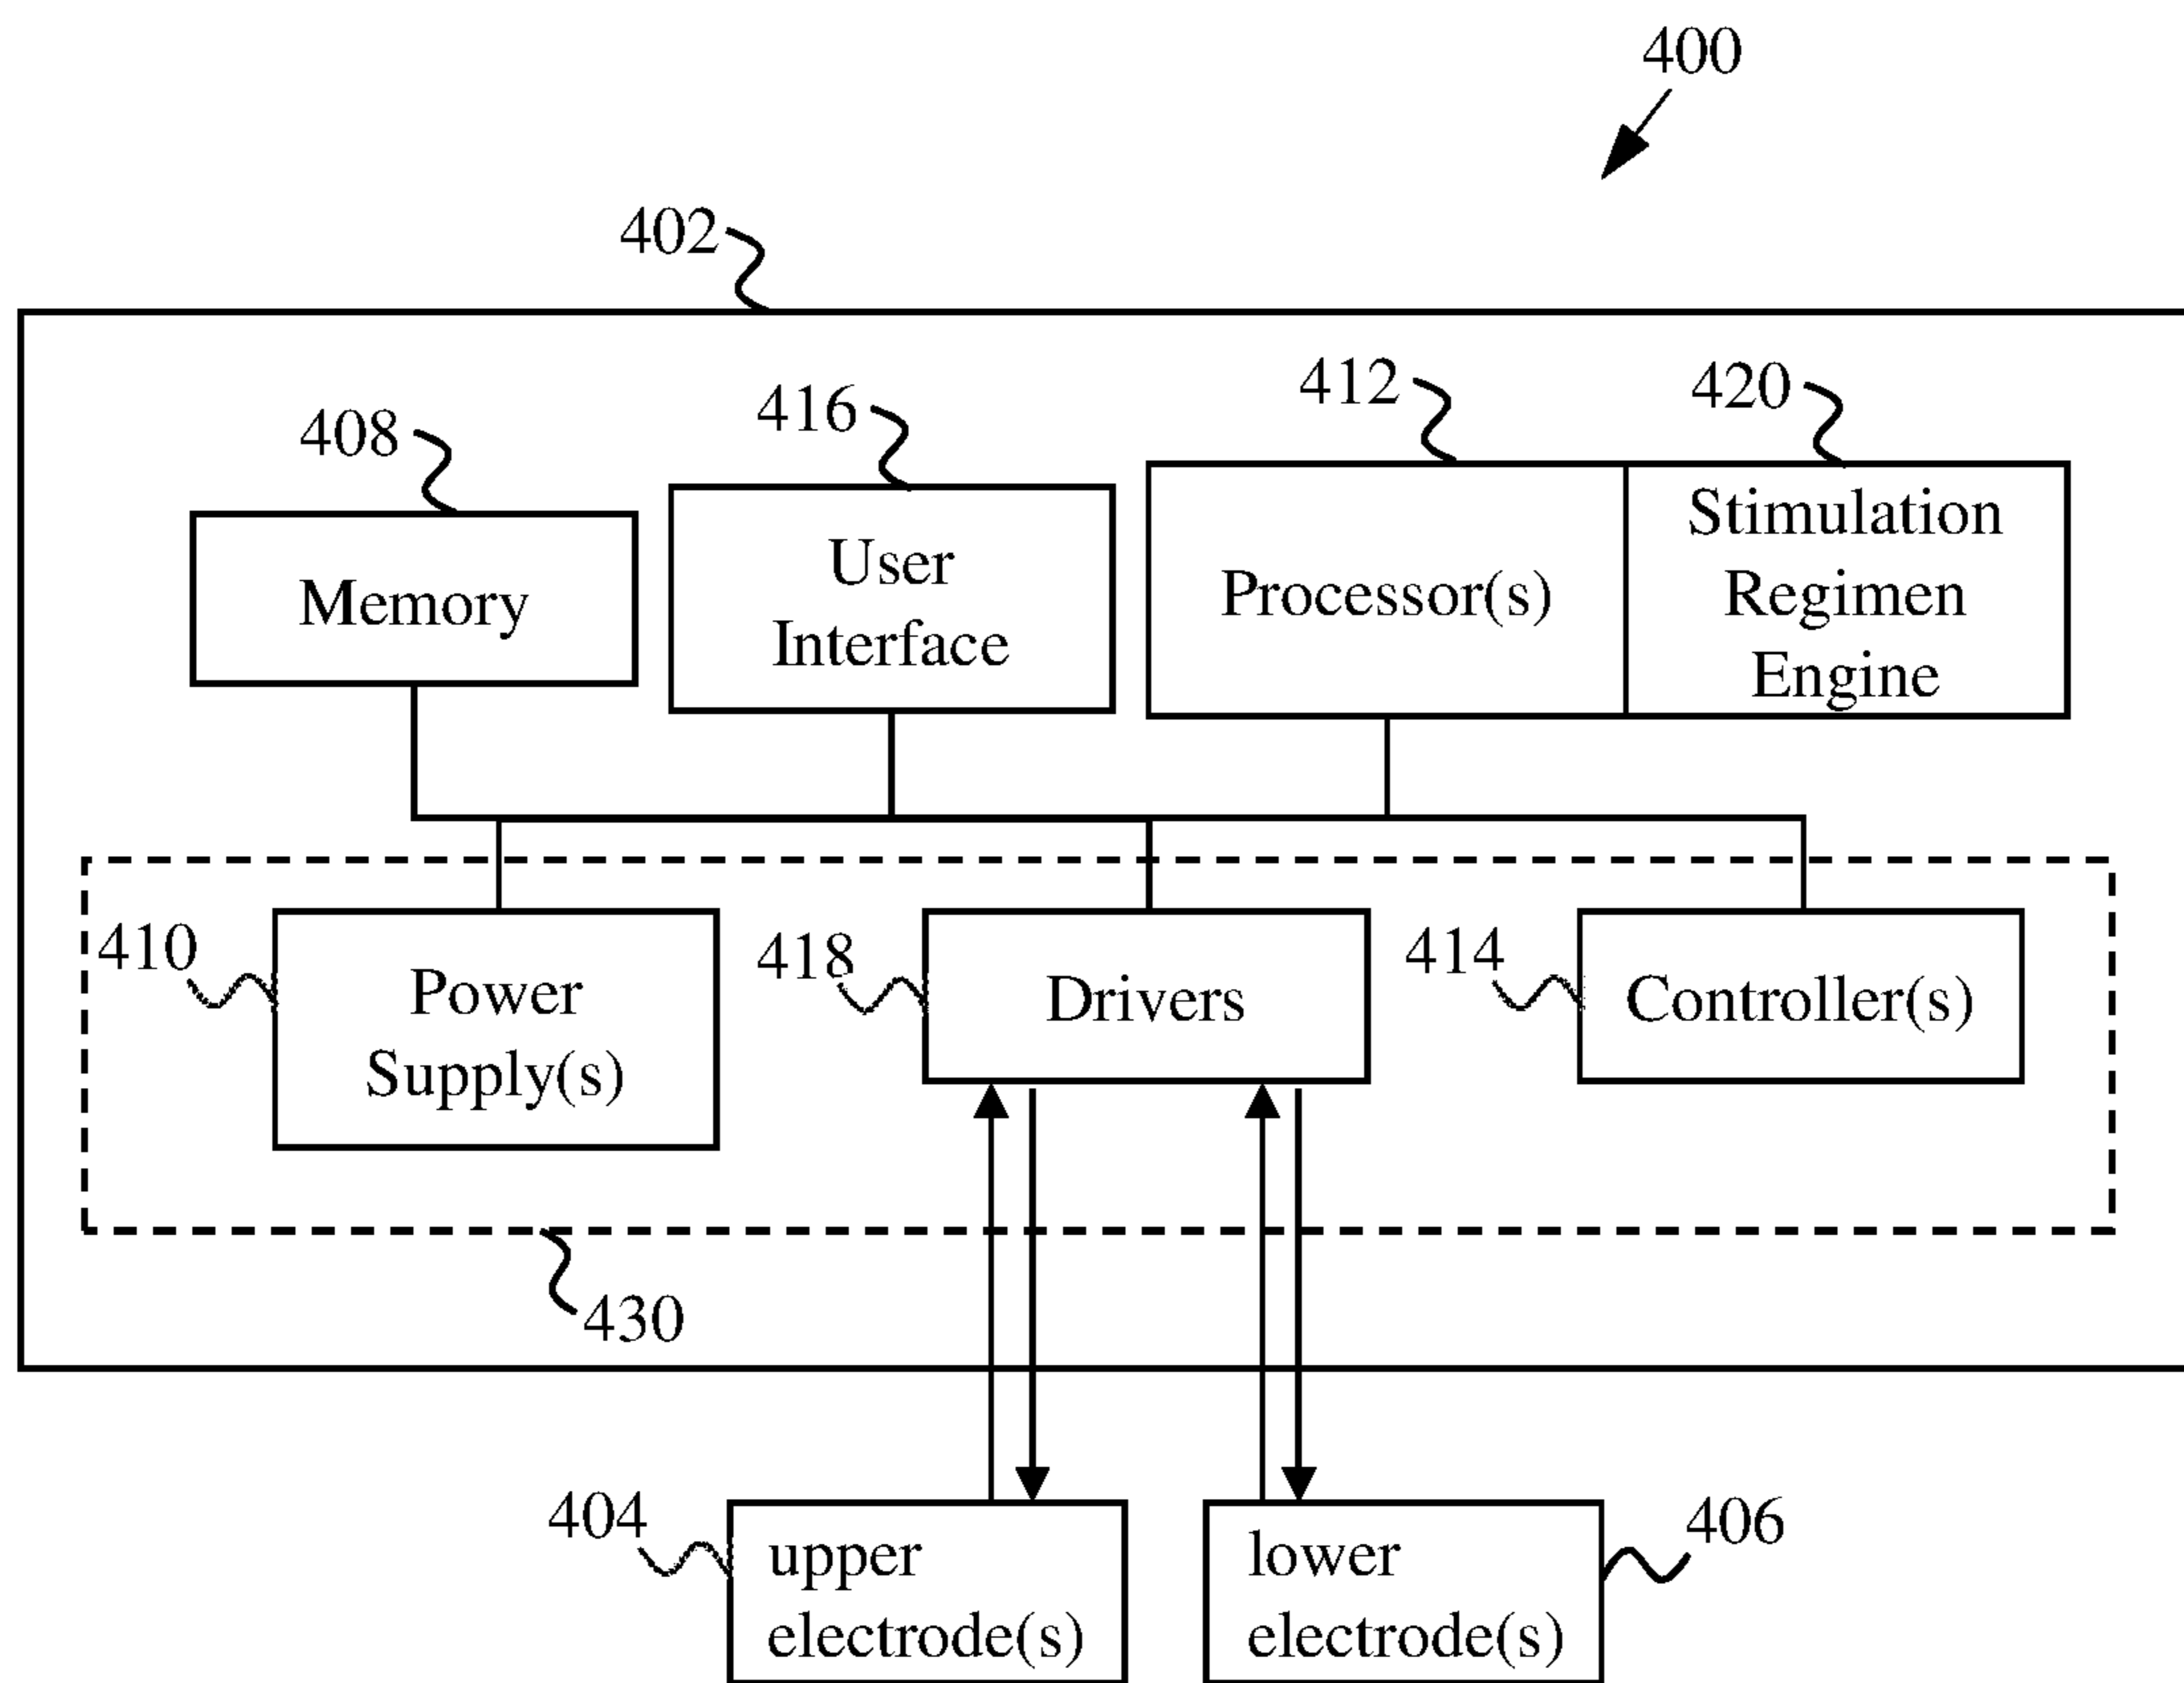 400
402
408
416
412
420
Memory
User
Interface
Processor(s)
Stimulation
Regimen
Engine
410
Power
Supply(s)
418
Drivers
414
Controller(s)
430
404
upper
electrode(s)
lower
electrode(s)
406